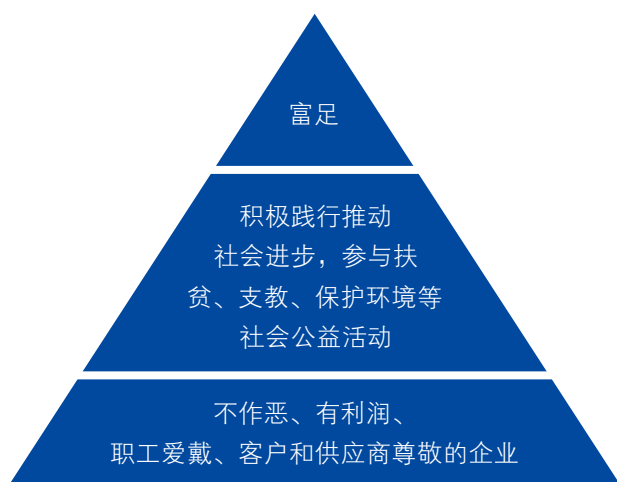 富足
积极践行推动
社会进步，参与扶
贫、支教、保护环境等
社会公益活动
不作恶、有利润、
职工爱戴、客户和供应商尊敬的企业